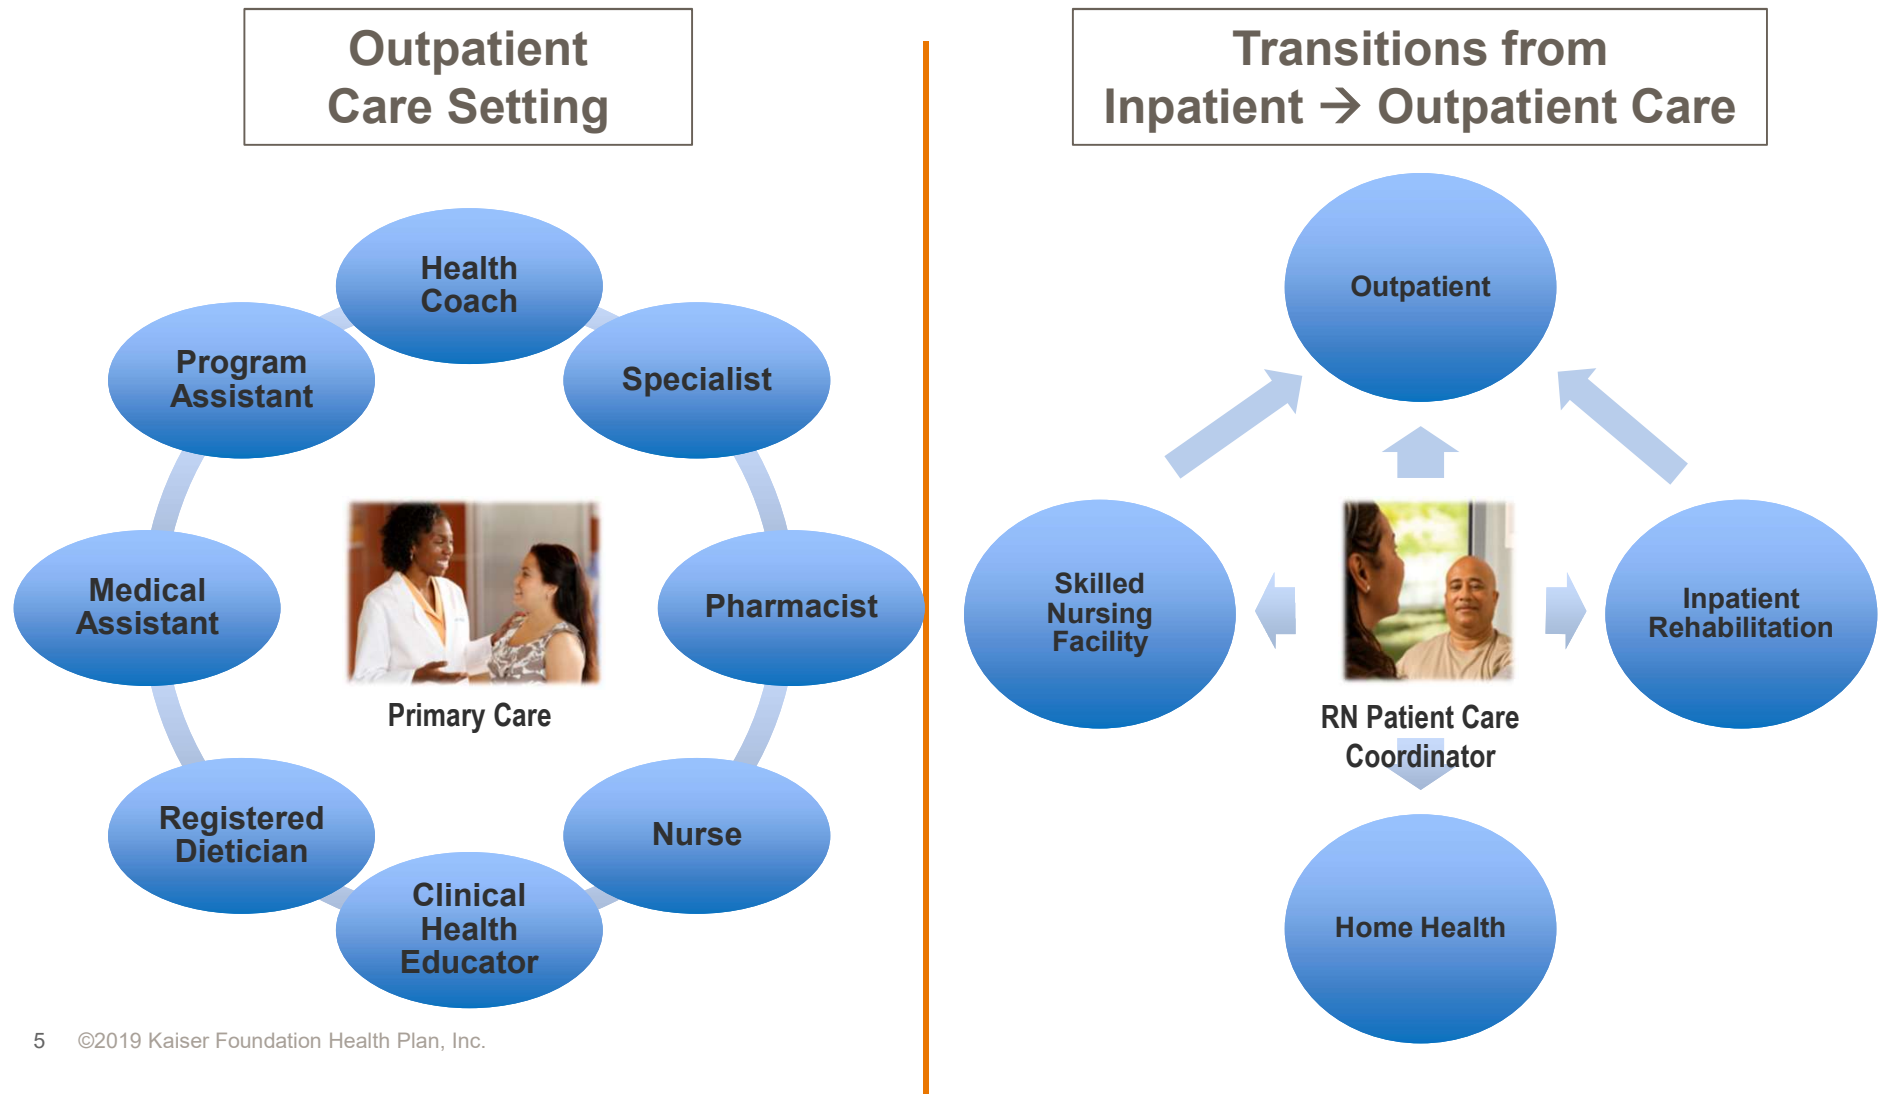 Outpatient
Care Setting
Health
Coach
Specialist
Pharmacist
Nurse
Clinical
Health
Educator
Registered
Dietician
Medical
Assistant
Program
Assistant
Primary Care
Transitions from
Inpatient → Outpatient Care
Outpatient
Skilled
Nursing
Facility
RN Patient Care
Coordinator
Inpatient
Rehabilitation
Home Health
5 ©2019 Kaiser Foundation Health Plan, Inc.